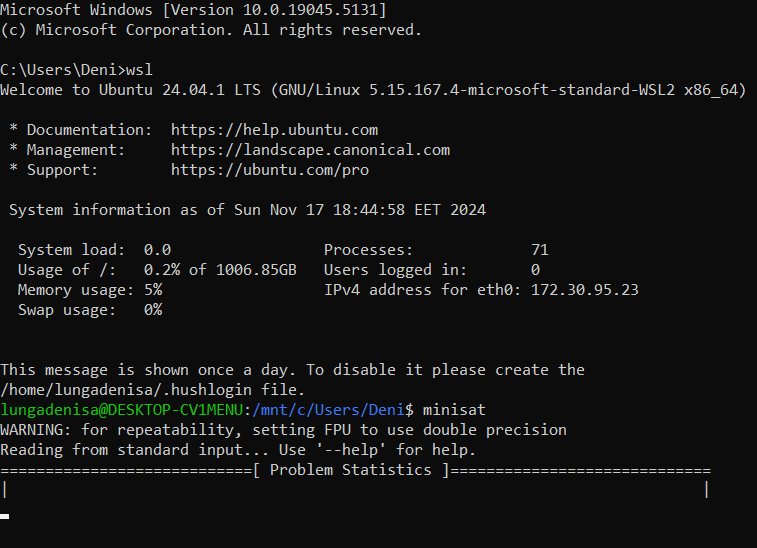 Microsoft Windows [Version 10.0.19045.5131]
(c) Microsoft Corporation. All rights reserved.
C:\Users\Deni>wsl
Welcome to Ubuntu 24.04.1 LTS (GNU/Linux 5.15.167.4-microsoft-standard-WSL2 x86_64)
* Documentation:  https://help.ubuntu.com
* Management:     https://landscape.canonical.com
* Support:        https://ubuntu.com/pro
System information as of Sun Nov 17 18:44:58 EET 2024
System load:  0.0                 Processes:             71
Usage of /:   0.2% of 1006.85GB   Users logged in:       0
Memory usage: 5%                  IPv4 address for eth0: 172.30.95.23
Swap usage:   0%
This message is shown once a day. To disable it please create the
/home/lungadenisa/.hushlogin file.
lungadenisa@DESKTOP-CV1MENU:/mnt/c/Users/Deni$ minisat
WARNING: for repeatability, setting FPU to use double precision
Reading from standard input... Use '--help' for help.
============================[ Problem Statistics ]=============================
|                                                                             |